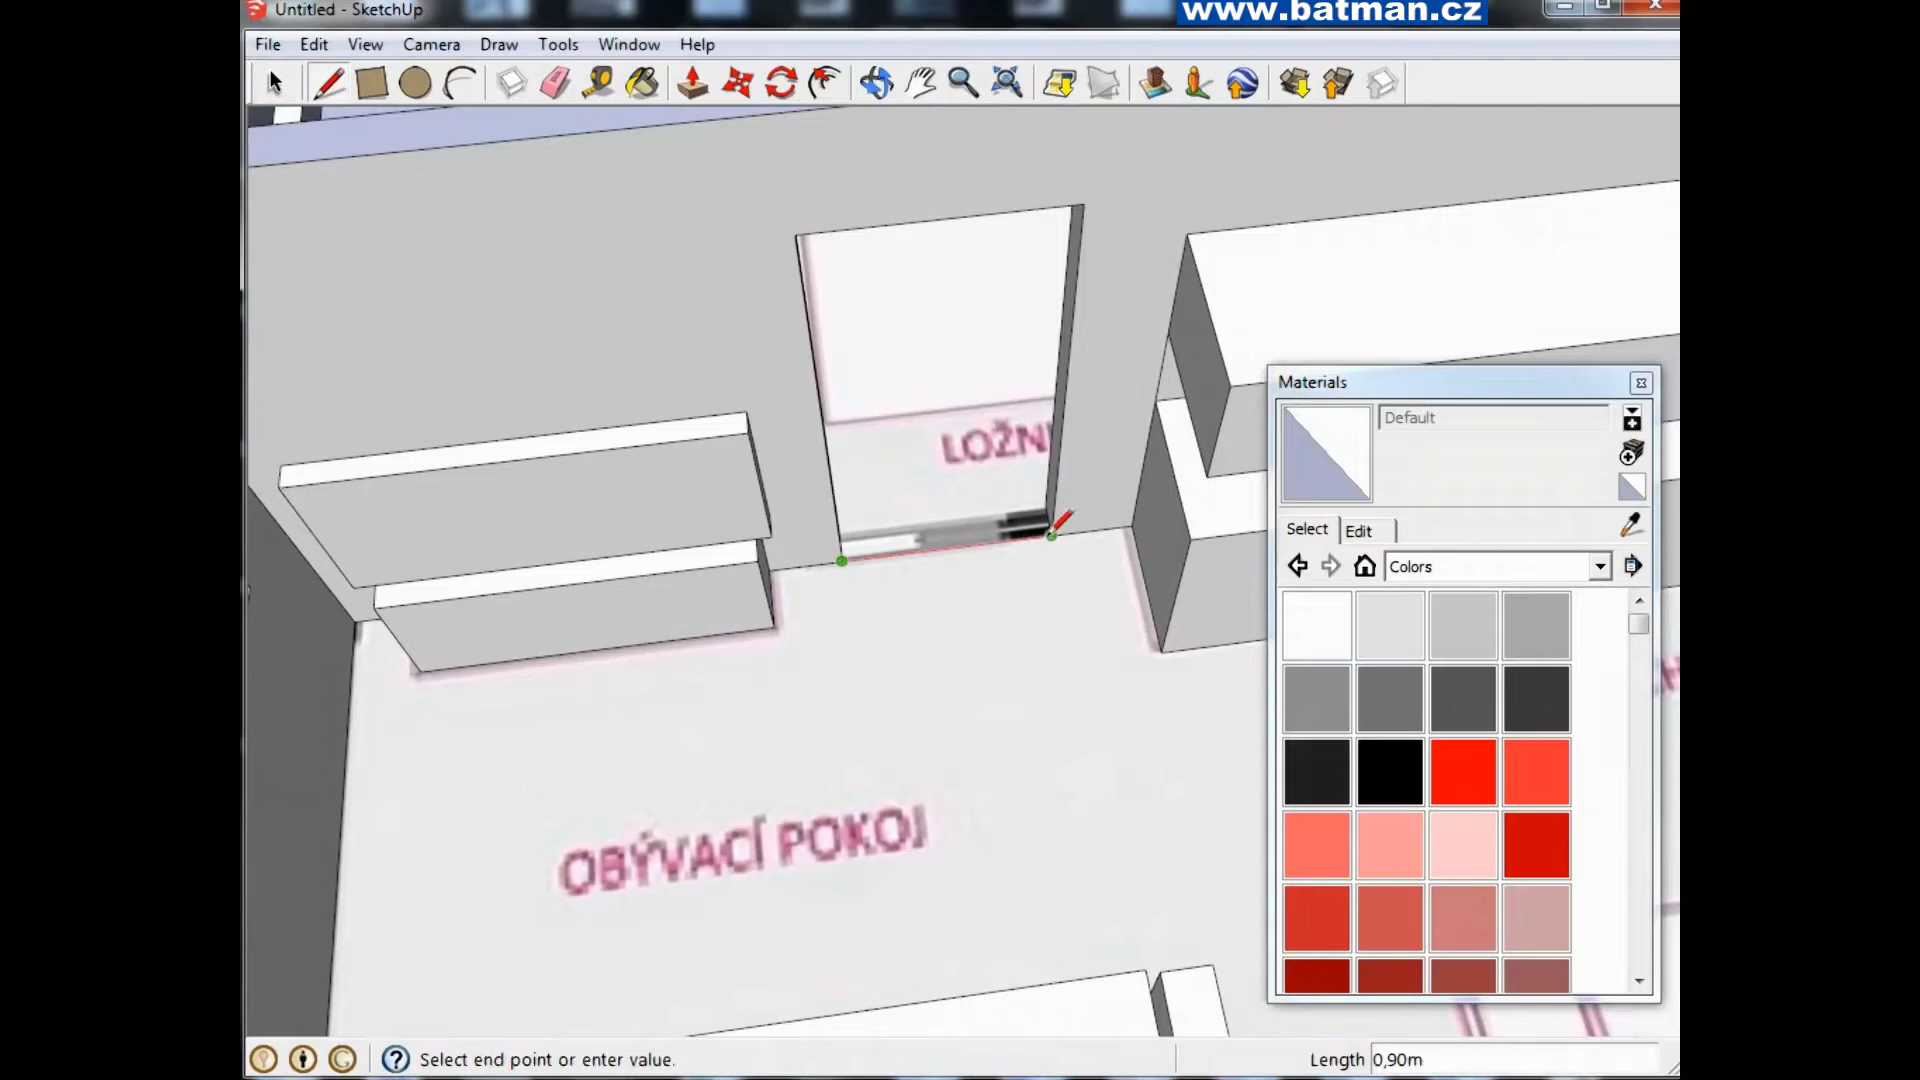 Untitled - SketchUp
www.batman.cz
File Edit View Camera Draw Tools Window Help
Materials
Default
LOŽNI
Select Edit
Colors
OBÝVACÍ POKOJ
Select end point or enter value.
Length 0,90m